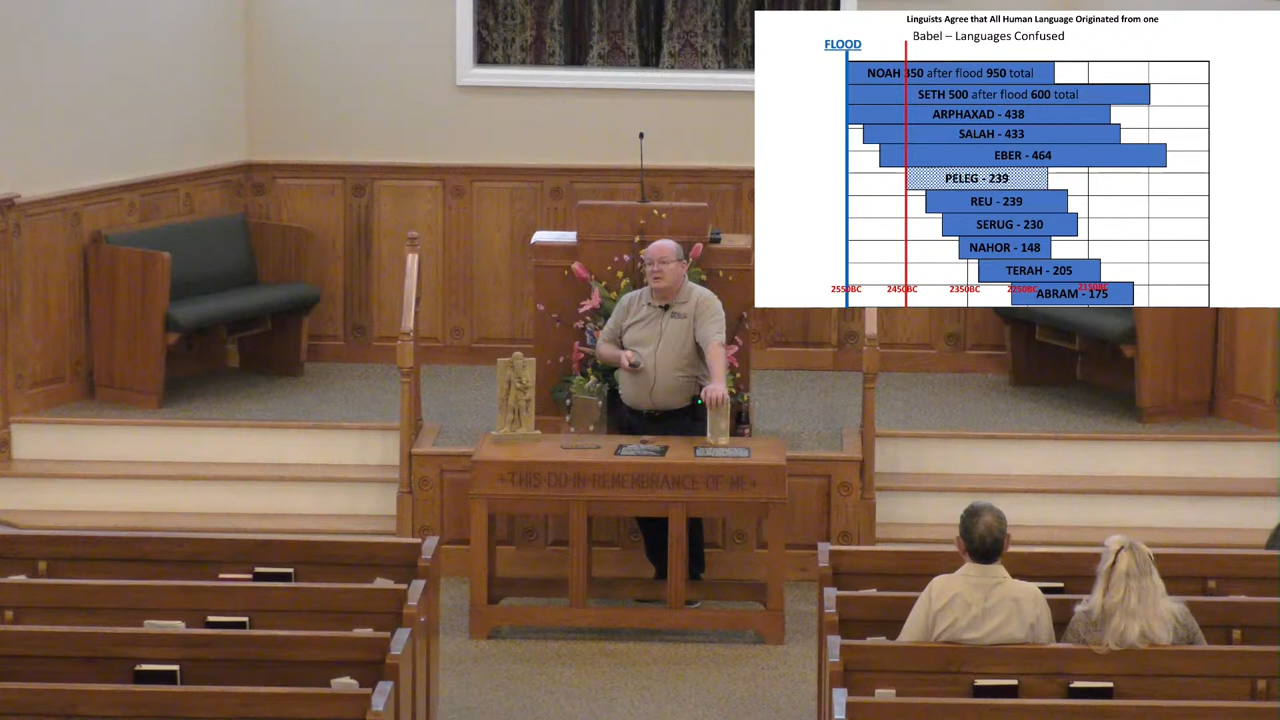 Linguists Agree that All Human Language Originated from one
Babel – Languages Confused
FLOOD
NOAH 350 after flood 950 total
SETH 500 after flood 600 total
ARPHAXAD - 438
SALAH - 433
EBER - 464
PELEG - 239
REU - 239
SERUG - 230
NAHOR - 148
TERAH - 205
2550BC 2450BC 2350BC 2250BC 2150BC
ABRAM - 175
THIS DO IN REMEMBRANCE OF ME